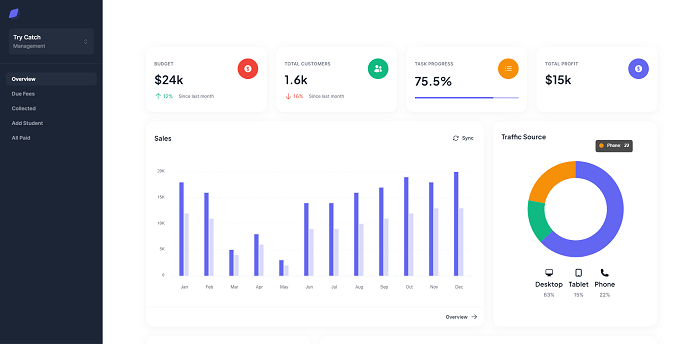 Try Catch
Management
Overview
Due Fees
Collected
Add Student
All Paid
BUDGET
$24k
12% Since last month
TOTAL CUSTOMERS
1.6k
16% Since last month
TASK PROGRESS
75.5%
TOTAL PROFIT
$15k
Sales
Sync
20K
15K
10K
5K
0
Jan Feb Mar Apr May Jun Jul Aug Sep Oct Nov Dec
Overview
Traffic Source
Phone: 22
Desktop Tablet Phone
63% 15% 22%